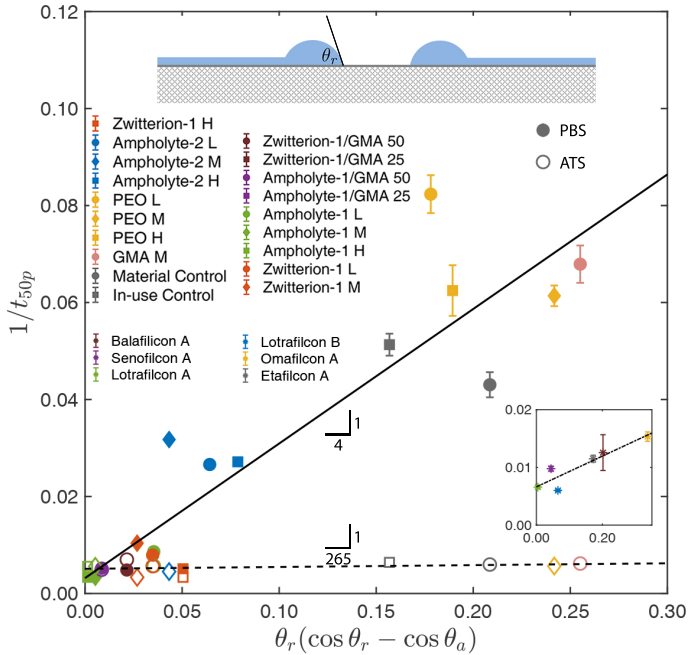 0.12
0.10
0.08
0.06
0.04
0.02
0.00
1/t₅₀ₚ
θᵣ
Zwitterion-1 H
Ampholyte-2 L
Ampholyte-2 M
Ampholyte-2 H
PEO L
PEO M
PEO H
GMA M
Material Control
In-use Control
Zwitterion-1/GMA 50
Zwitterion-1/GMA 25
Ampholyte-1/GMA 50
Ampholyte-1/GMA 25
Ampholyte-1 L
Ampholyte-1 M
Ampholyte-1 H
Zwitterion-1 L
Zwitterion-1 M
PBS
ATS
Balafilcon A
Senofilcon A
Lotrafilcon A
Lotrafilcon B
Omafilcon A
Etafilcon A
1
4
1
265
0.02
0.01
0.00
0.00
0.20
0.00
0.05
0.10
0.15
0.20
0.25
0.30
θᵣ(cos θᵣ − cos θₐ)